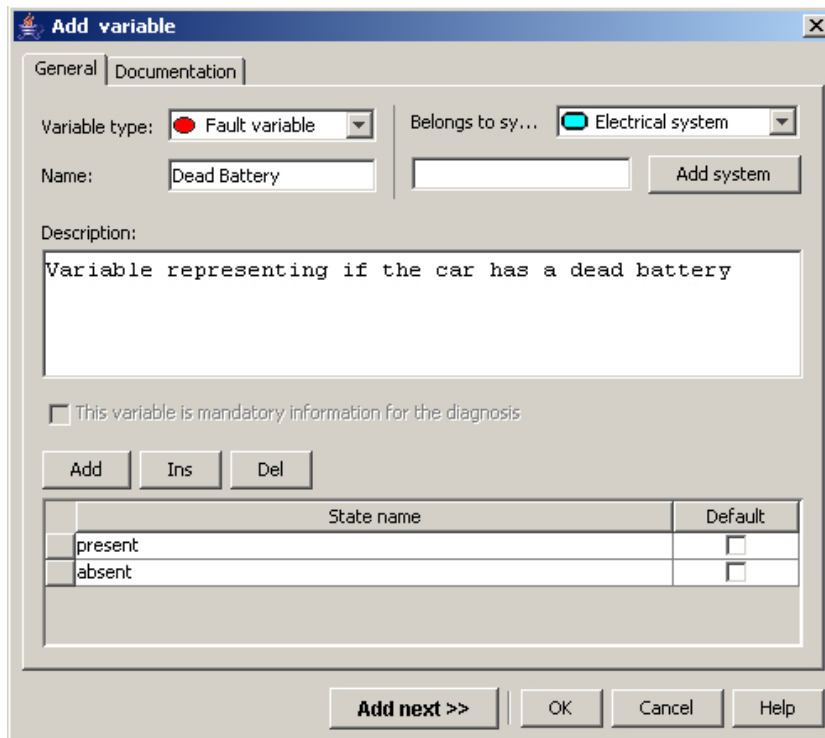 Add variable
General Documentation
Variable type: Fault variable Belongs to sy... Electrical system
Name: Dead Battery Add system
Description:
Variable representing if the car has a dead battery
This variable is mandatory information for the diagnosis
Add Ins Del
State name Default
present
absent
Add next >> OK Cancel Help